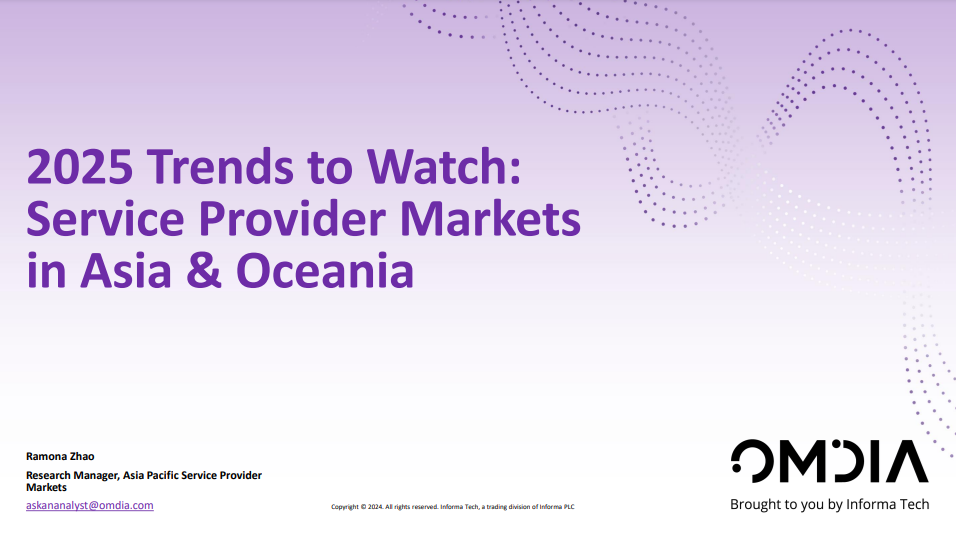 2025 Trends to Watch:
Service Provider Markets
in Asia & Oceania
Ramona Zhao
Research Manager, Asia Pacific Service Provider
Markets
askananalyst@omdia.com
Copyright © 2024. All rights reserved. Informa Tech, a trading division of Informa PLC
OMDIA
Brought to you by Informa Tech